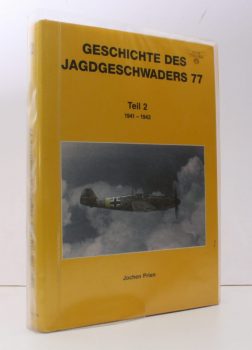 GESCHICHTE DES
JAGDGESCHWADERS 77
Teil 2
1941 – 1942
Jochen Prien